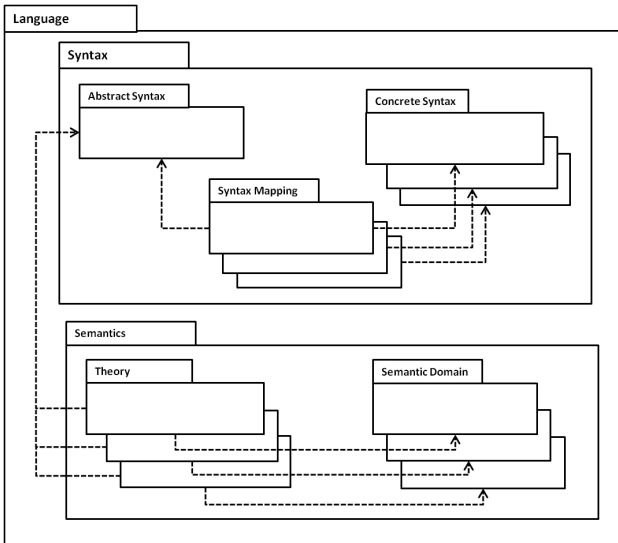 Language
Syntax
Abstract Syntax
Concrete Syntax
Syntax Mapping
Semantics
Theory
Semantic Domain